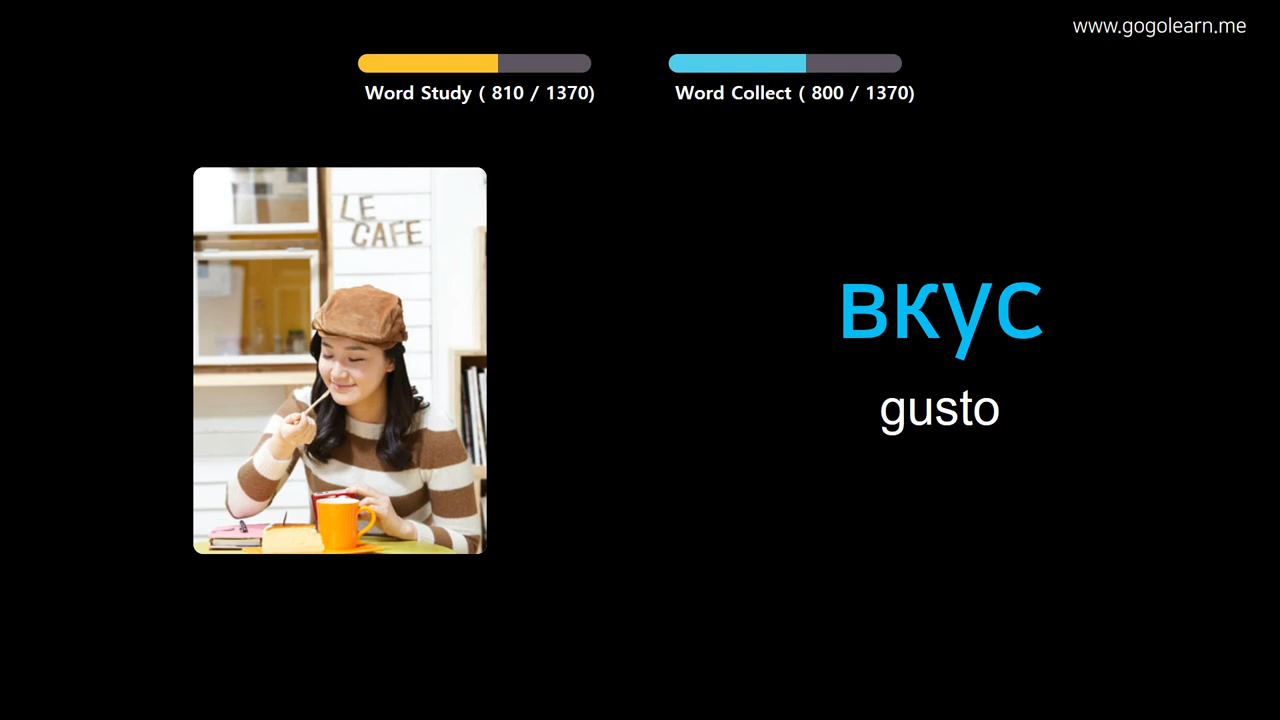 www.gogolearn.me
Word Study ( 810 / 1370)
Word Collect ( 800 / 1370)
LE
CAFE
вкус
gusto